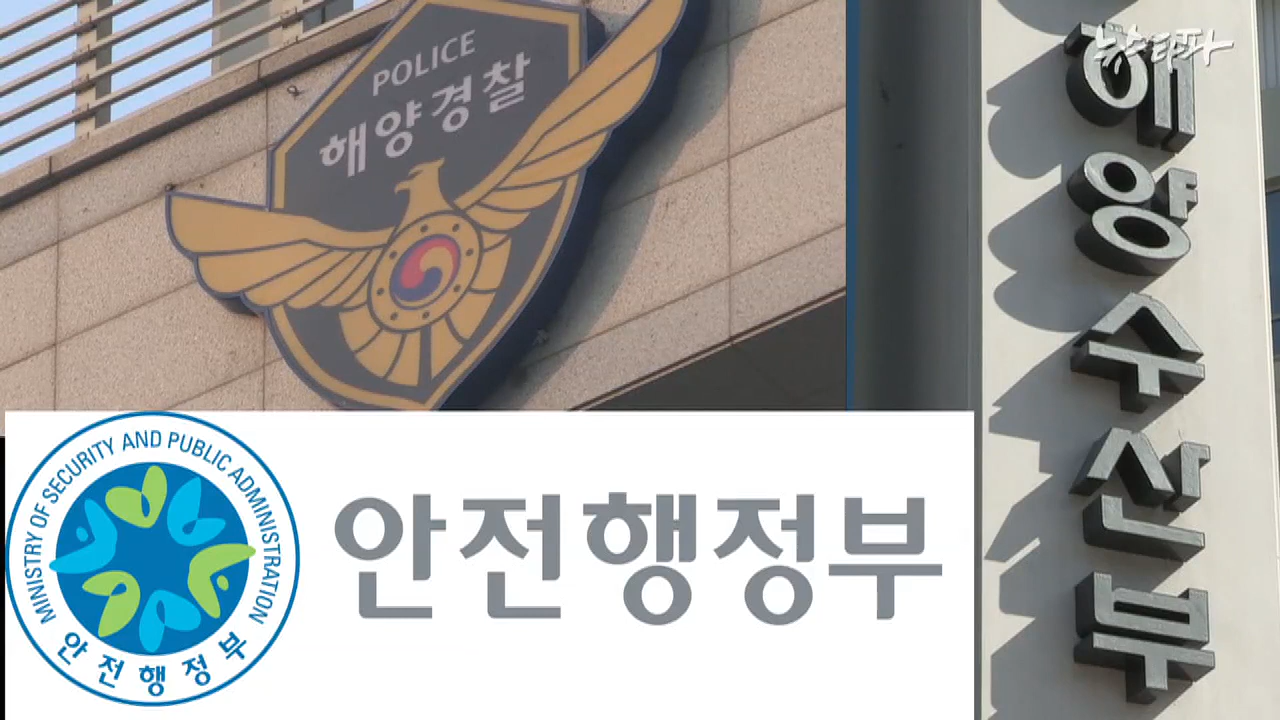 POLICE
해양경찰
뉴스타파
해양수산부
MINISTRY OF SECURITY AND PUBLIC ADMINISTRATION
안전행정부
안전행정부